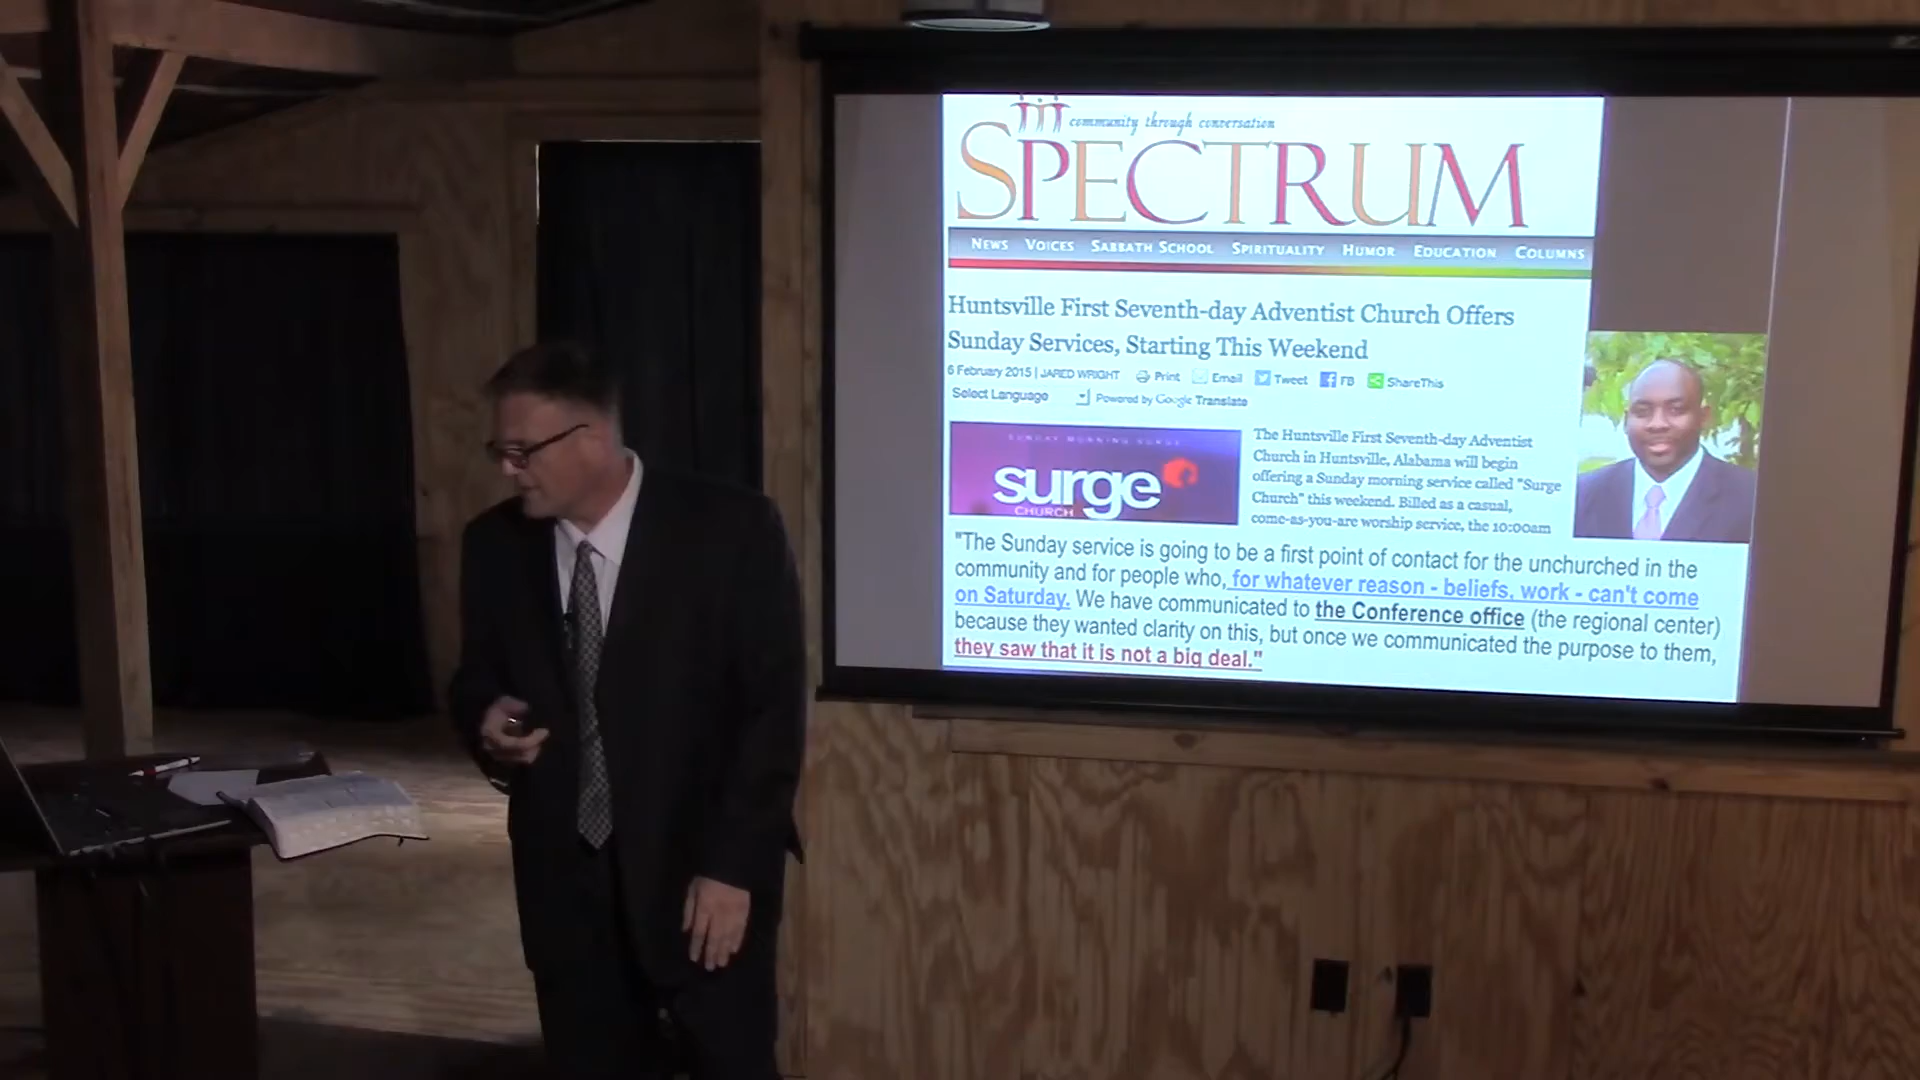 community through conversation
SPECTRUM
NEWS VOICES SABBATH SCHOOL SPIRITUALITY HUMOR EDUCATION COLUMNS
Huntsville First Seventh-day Adventist Church Offers
Sunday Services, Starting This Weekend
6 February 2015 | JARED WRIGHT Print Email Tweet FB ShareThis
Select Language Powered by Google Translate
SUNDAY MORNING SURGE
surge
CHURCH
The Huntsville First Seventh-day Adventist
Church in Huntsville, Alabama will begin
offering a Sunday morning service called "Surge
Church" this weekend. Billed as a casual,
come-as-you-are worship service, the 10:00am
"The Sunday service is going to be a first point of contact for the unchurched in the
community and for people who, for whatever reason - beliefs, work - can't come
on Saturday. We have communicated to the Conference office (the regional center)
because they wanted clarity on this, but once we communicated the purpose to them,
they saw that it is not a big deal."